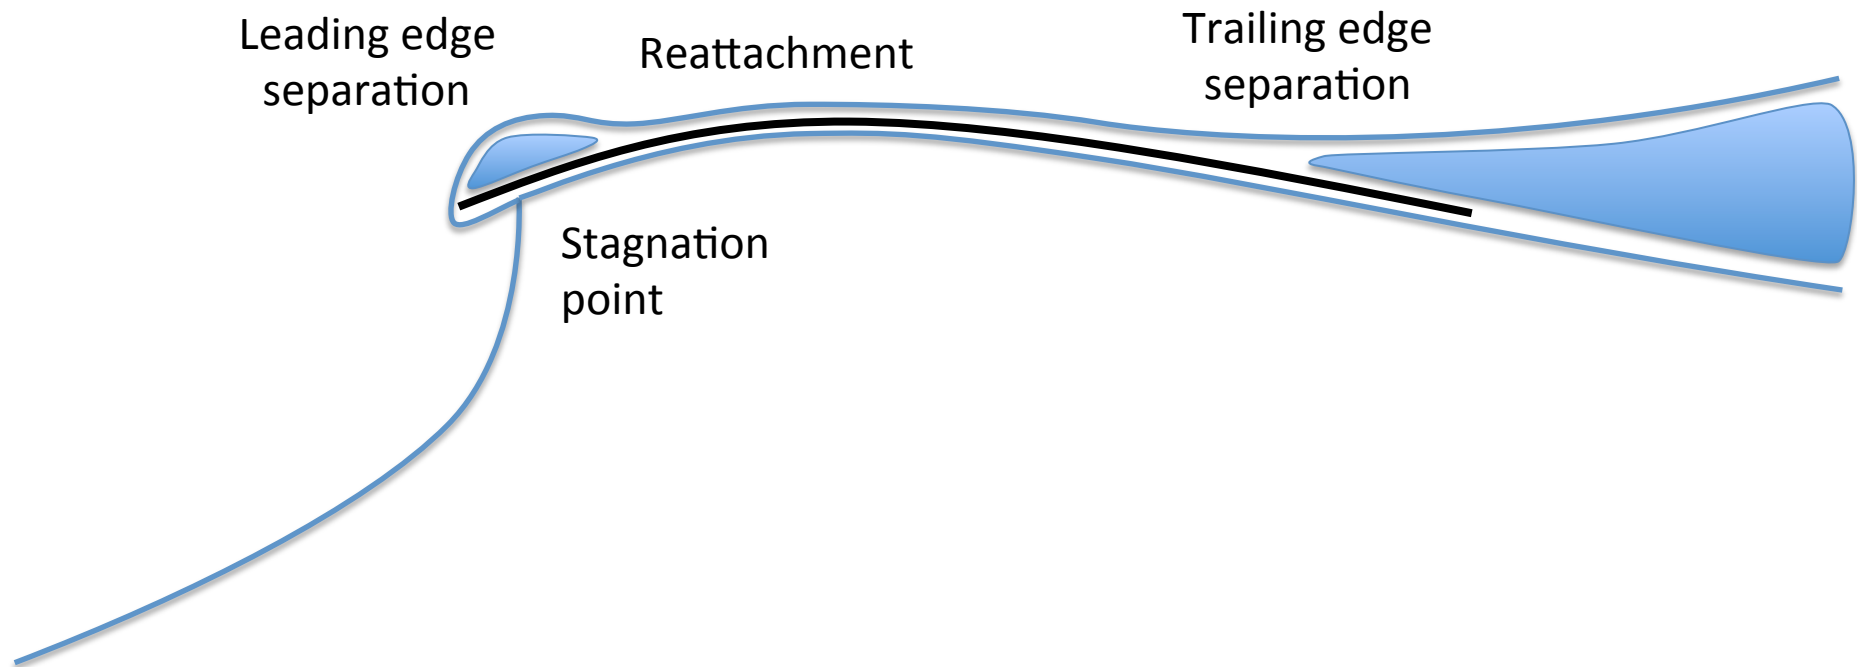 Leading edge
separation
Reattachment
Trailing edge
separation
Stagnation
point